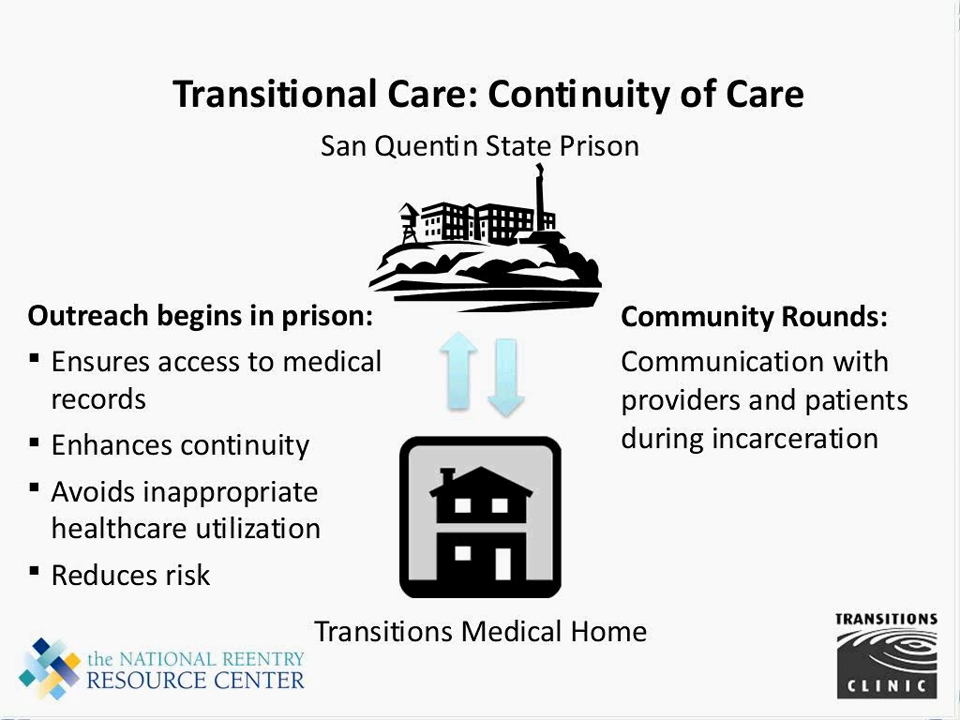 Transitional Care: Continuity of Care
San Quentin State Prison
Outreach begins in prison:
▪ Ensures access to medical
records
▪ Enhances continuity
▪ Avoids inappropriate
healthcare utilization
▪ Reduces risk
Community Rounds:
Communication with
providers and patients
during incarceration
Transitions Medical Home
the NATIONAL REENTRY
RESOURCE CENTER
TRANSITIONS
CLINIC